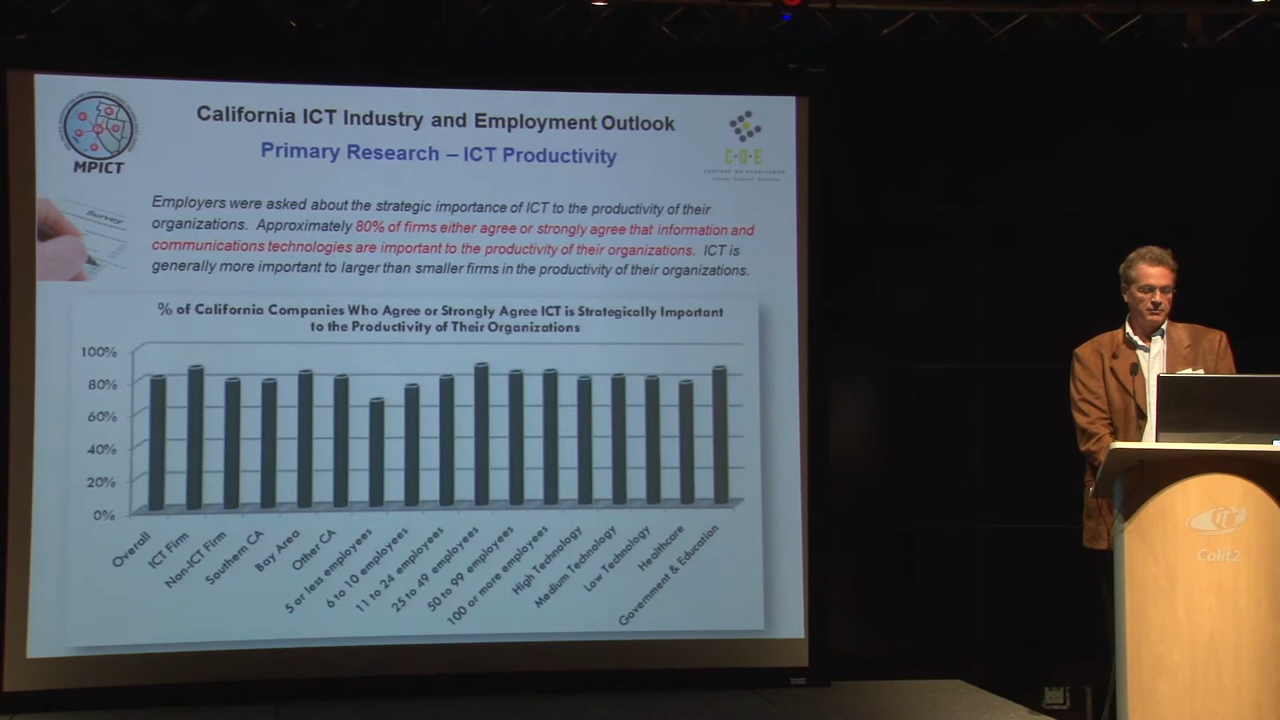 California ICT Industry and Employment Outlook
Primary Research – ICT Productivity
MPICT
C·O·E
CENTERS OF EXCELLENCE
Survey
Employers were asked about the strategic importance of ICT to the productivity of their
organizations. Approximately 80% of firms either agree or strongly agree that information and
communications technologies are important to the productivity of their organizations. ICT is
generally more important to larger than smaller firms in the productivity of their organizations.
% of California Companies Who Agree or Strongly Agree ICT is Strategically Important
to the Productivity of Their Organizations
100%
80%
60%
40%
20%
0%
Overall
ICT Firm
Non-ICT Firm
Southern CA
Bay Area
Other CA
5 or less employees
6 to 10 employees
11 to 24 employees
25 to 49 employees
50 to 99 employees
100 or more employees
High Technology
Medium Technology
Low Technology
Healthcare
Government & Education
Calit2